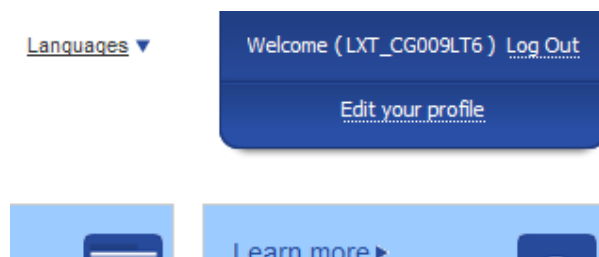 Languages ▼
Welcome ( LXT_CG009LT6 ) Log Out
Edit your profile
Learn more ▸